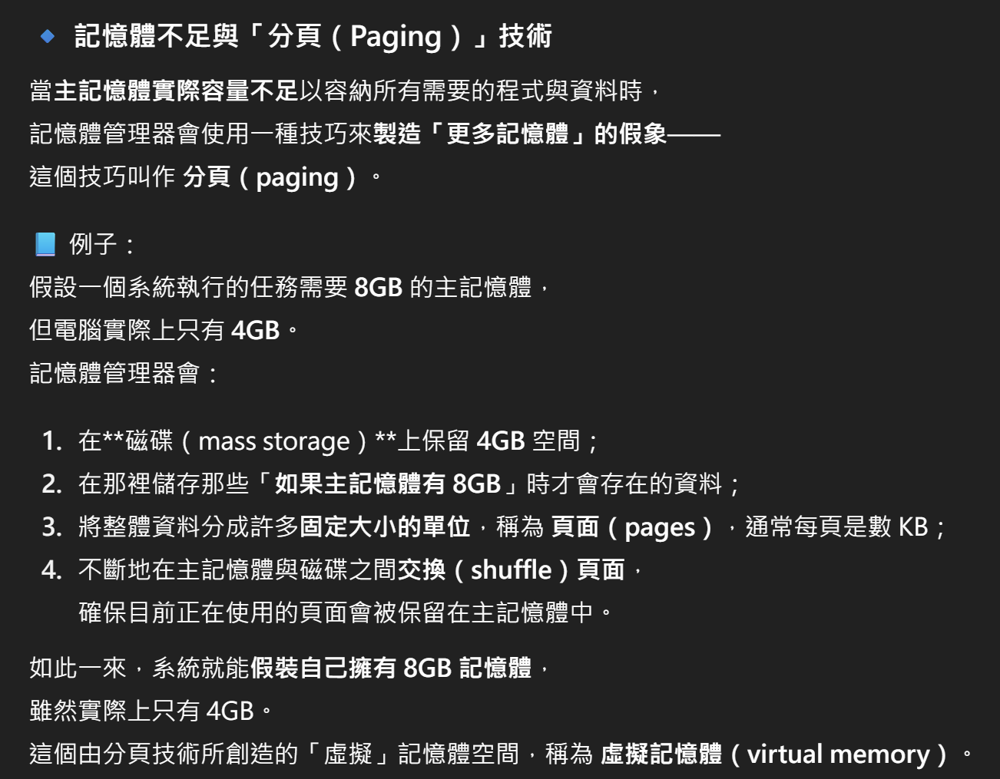 記憶體不足與「分頁（Paging）」技術
當主記憶體實際容量不足以容納所有需要的程式與資料時，
記憶體管理器會使用一種技巧來製造「更多記憶體」的假象——
這個技巧叫作 分頁（paging）。
例子：
假設一個系統執行的任務需要 8GB 的主記憶體，
但電腦實際上只有 4GB。
記憶體管理器會：
1. 在**磁碟（mass storage）**上保留 4GB 空間；
2. 在那裡儲存那些「如果主記憶體有 8GB」時才會存在的資料；
3. 將整體資料分成許多固定大小的單位，稱為 頁面（pages），通常每頁是數 KB；
4. 不斷地在主記憶體與磁碟之間交換（shuffle）頁面，
確保目前正在使用的頁面會被保留在主記憶體中。
如此一來，系統就能假裝自己擁有 8GB 記憶體，
雖然實際上只有 4GB。
這個由分頁技術所創造的「虛擬」記憶體空間，稱為 虛擬記憶體（virtual memory）。